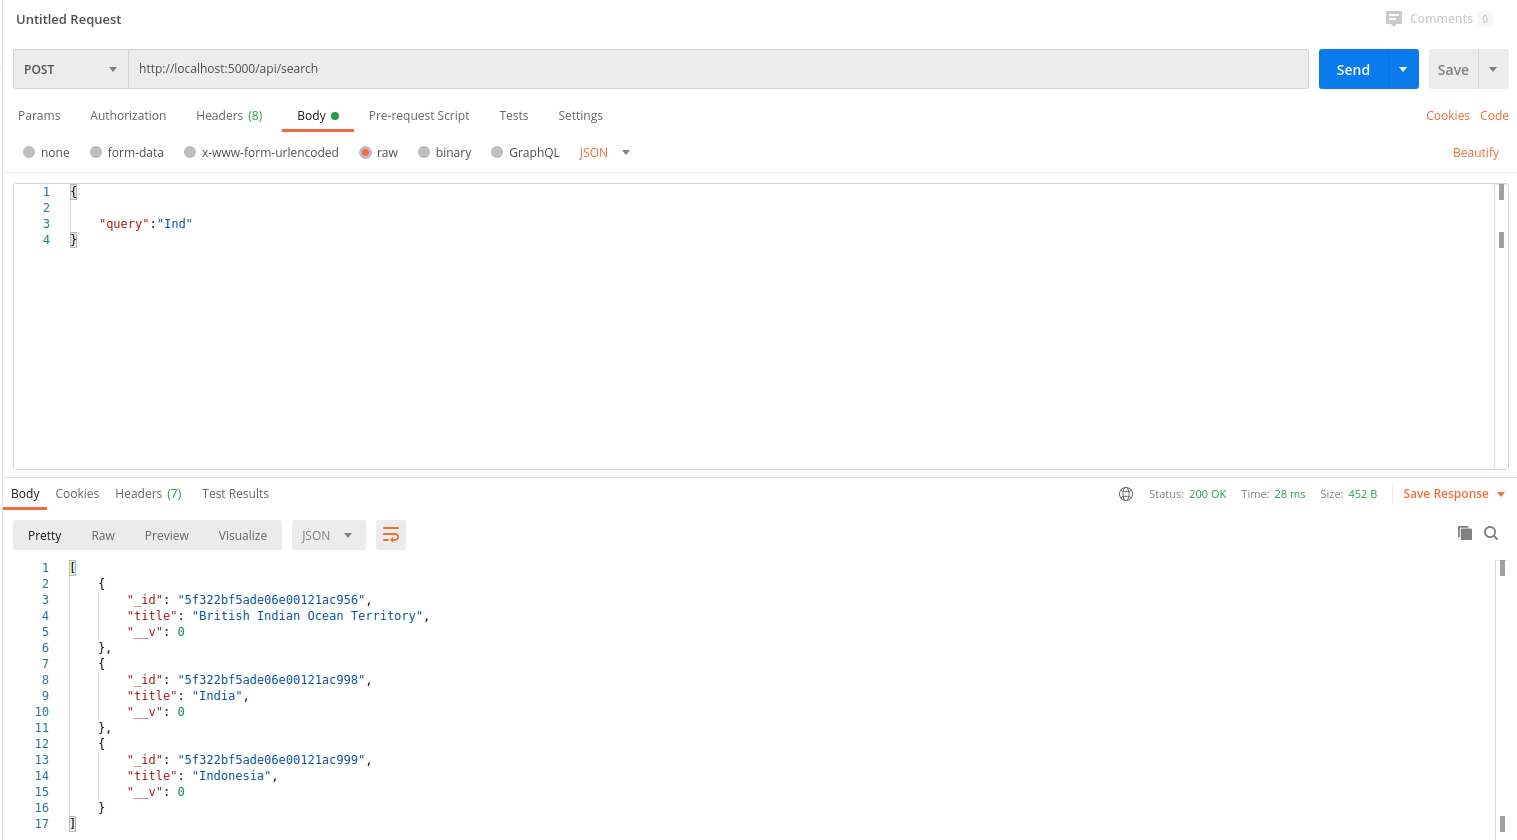 Untitled Request
Comments 0
POST http://localhost:5000/api/search Send Save
Params Authorization Headers (8) Body Pre-request Script Tests Settings Cookies Code
none form-data x-www-form-urlencoded raw binary GraphQL JSON Beautify
1 {
2
3 "query":"Ind"
4 }
Body Cookies Headers (7) Test Results Status: 200 OK Time: 28 ms Size: 452 B Save Response
Pretty Raw Preview Visualize JSON
1 [
2 {
3 "_id": "5f322bf5ade06e00121ac956",
4 "title": "British Indian Ocean Territory",
5 "__v": 0
6 },
7 {
8 "_id": "5f322bf5ade06e00121ac998",
9 "title": "India",
10 "__v": 0
11 },
12 {
13 "_id": "5f322bf5ade06e00121ac999",
14 "title": "Indonesia",
15 "__v": 0
16 }
17 ]